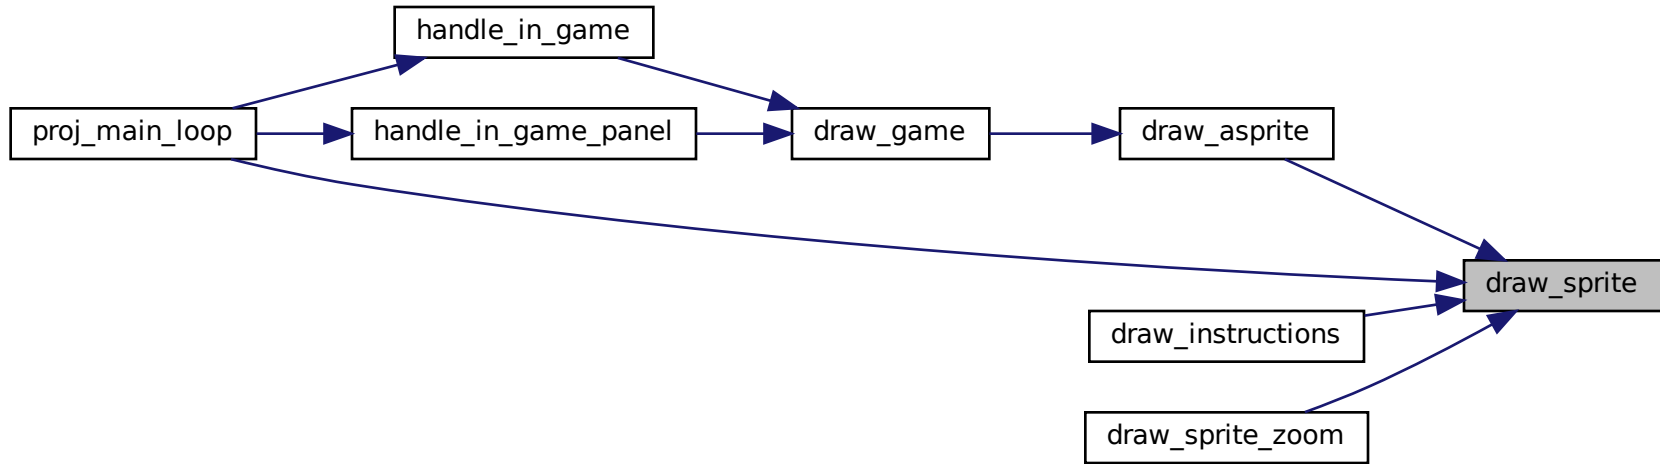 handle_in_game
proj_main_loop
handle_in_game_panel
draw_game
draw_asprite
draw_sprite
draw_instructions
draw_sprite_zoom